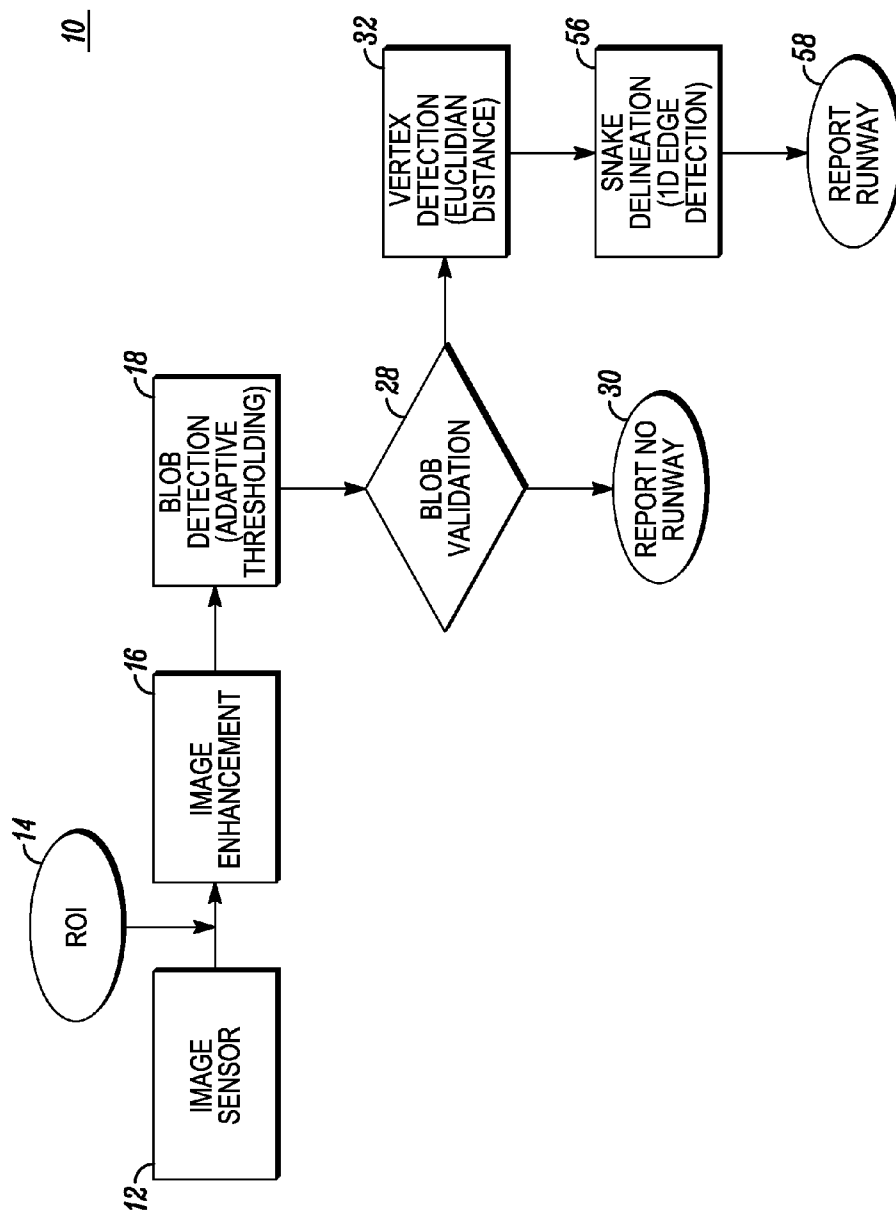 10
12
IMAGE
SENSOR
14
ROI
16
IMAGE
ENHANCEMENT
18
BLOB
DETECTION
(ADAPTIVE
THRESHOLDING)
28
BLOB
VALIDATION
30
REPORT NO
RUNWAY
32
VERTEX
DETECTION
(EUCLIDIAN
DISTANCE)
56
SNAKE
DELINEATION
(1D EDGE
DETECTION)
58
REPORT
RUNWAY